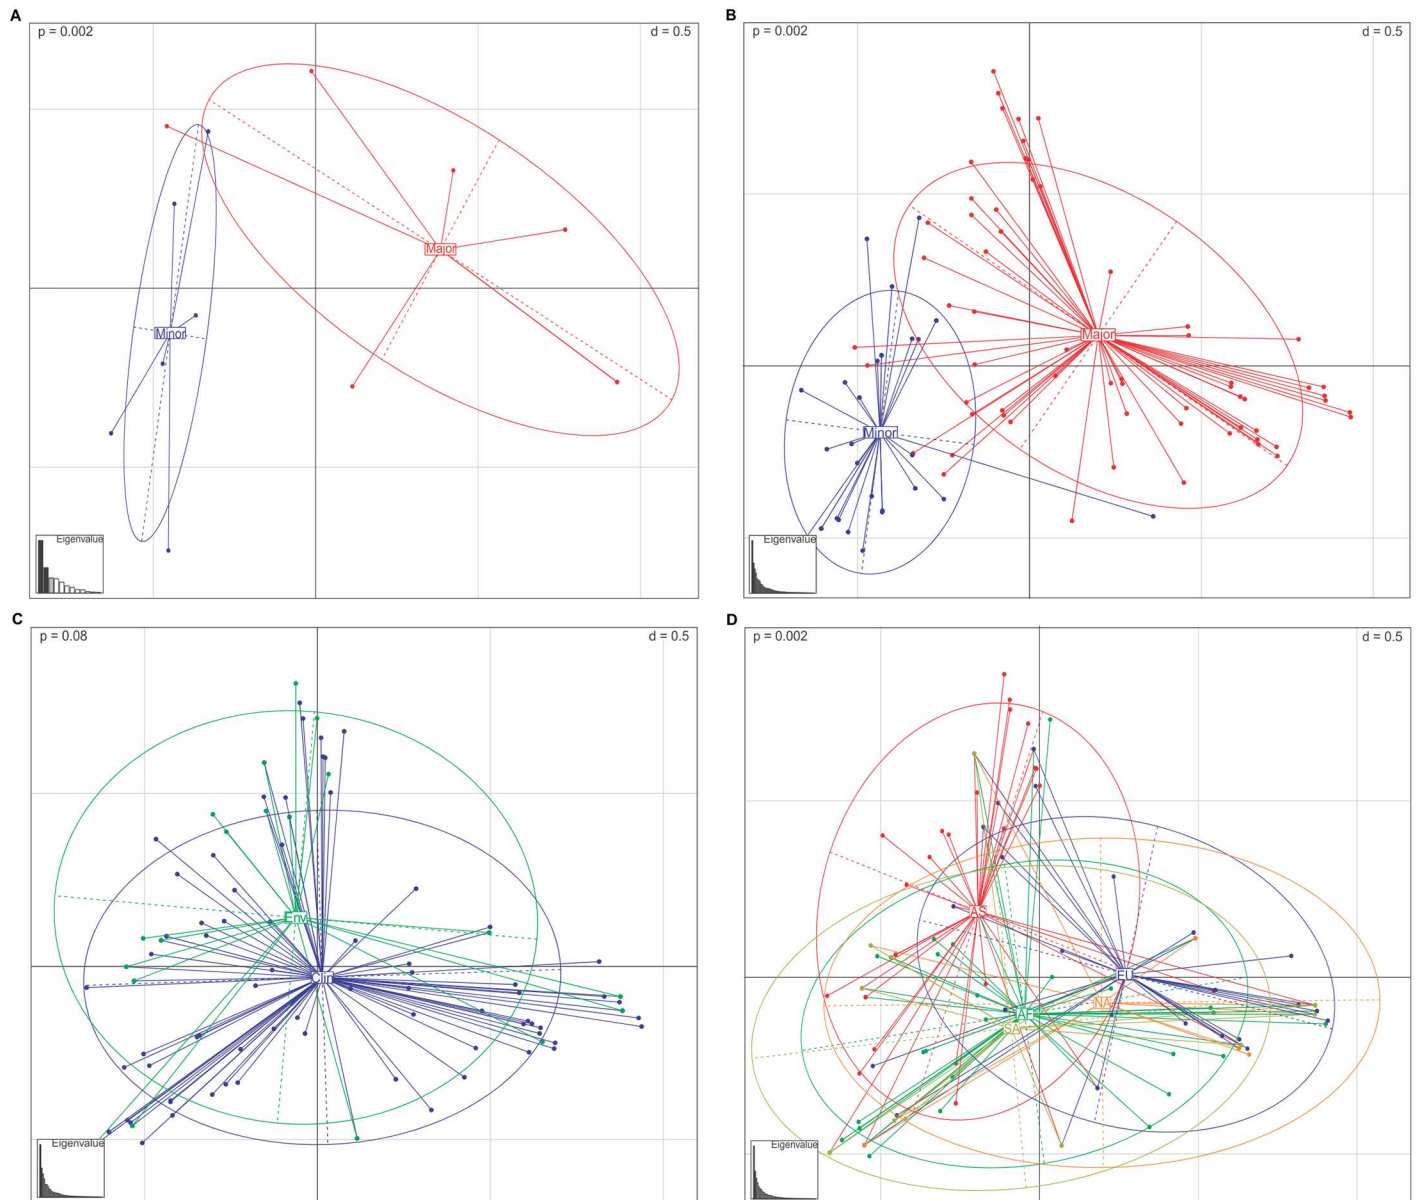 A
p = 0.002
d = 0.5
Major
Minor
Eigenvalue
B
p = 0.002
d = 0.5
Major
Minor
Eigenvalue
C
p = 0.08
d = 0.5
Env
Clin
Eigenvalue
D
p = 0.002
d = 0.5
AS
EU
NA
AF
SA
Eigenvalue